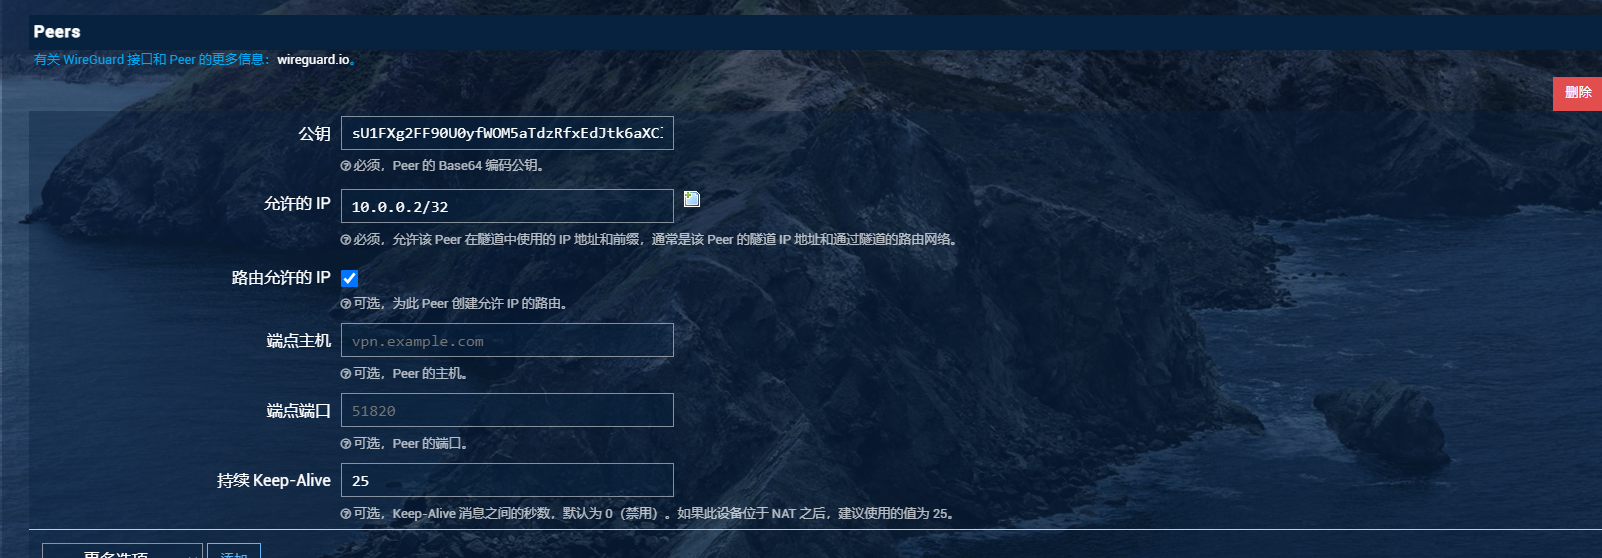 Peers
有关 WireGuard 接口和 Peer 的更多信息：wireguard.io。
删除
公钥
sU1FXg2FF90U0yfWOM5aTdzRfxEdJtk6aXC
必须，Peer 的 Base64 编码公钥。
允许的 IP
10.0.0.2/32
必须，允许该 Peer 在隧道中使用的 IP 地址和前缀，通常是该 Peer 的隧道 IP 地址和通过隧道的路由网络。
路由允许的 IP
可选，为此 Peer 创建允许 IP 的路由。
端点主机
vpn.example.com
可选，Peer 的主机。
端点端口
51820
可选，Peer 的端口。
持续 Keep-Alive
25
可选，Keep-Alive 消息之间的秒数，默认为 0（禁用）。如果此设备位于 NAT 之后，建议使用的值为 25。
更多选项
添加